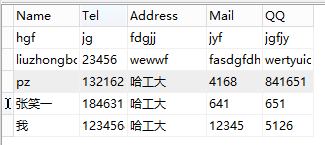 Name Tel Address Mail QQ
hgf jg fdgjj jyf jgfjy
liuzhongbo 23456 wewwf fasdgfdh wertyuic
pz 132162 哈工大 4168 841651
张笑一 184631 哈工大 641 651
我 123456 哈工大 12345 5126